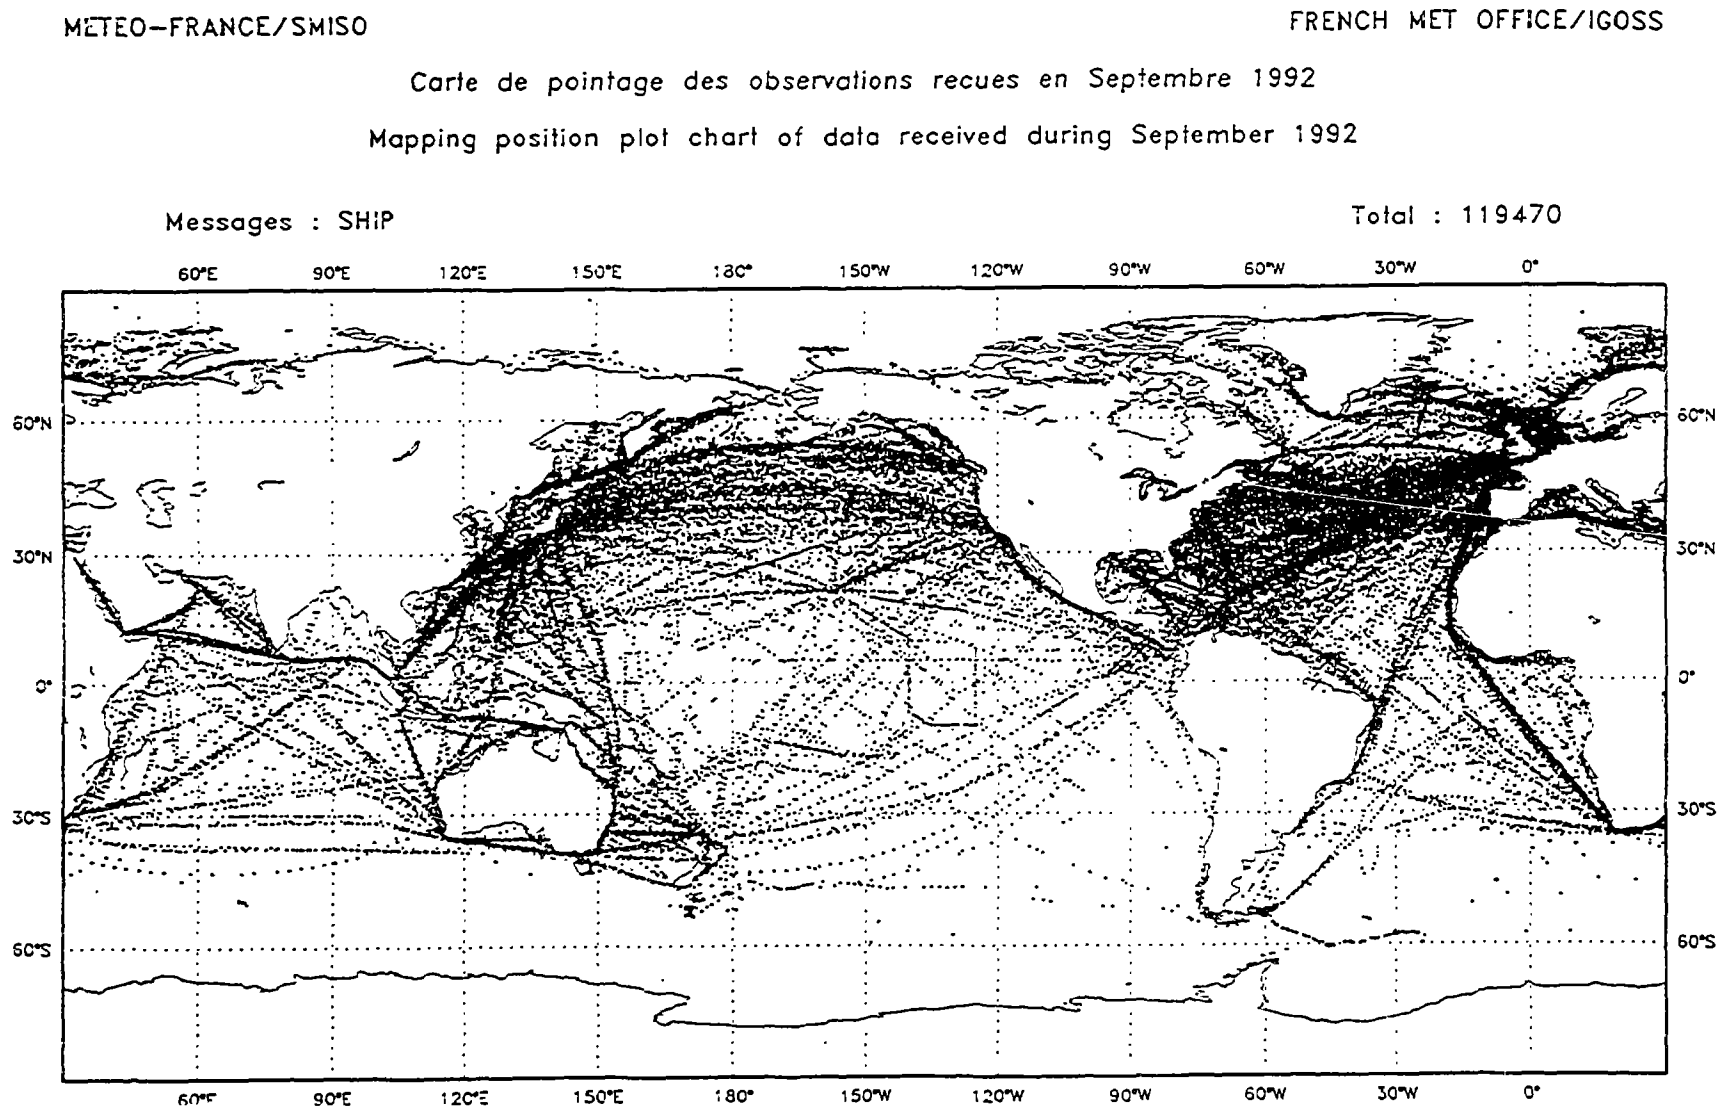 METEO-FRANCE/SMISO
FRENCH MET OFFICE/IGOSS
Carte de pointage des observations recues en Septembre 1992
Mapping position plot chart of data received during September 1992
Messages : SHIP
Total : 119470
60°E 90°E 120°E 150°E 180° 150°W 120°W 90°W 60°W 30°W 0°
60°N 60°N
30°N 30°N
0° 0°
30°S 30°S
60°S 60°S
60°E 90°E 120°E 150°E 180° 150°W 120°W 90°W 60°W 30°W 0°